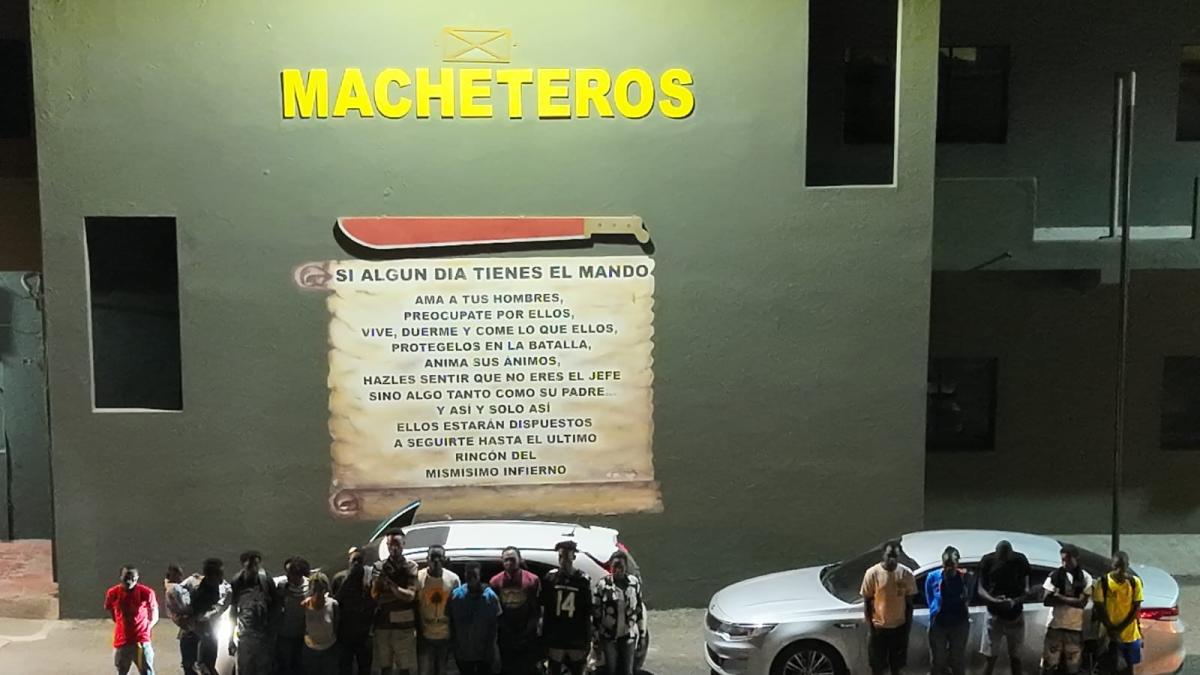 MACHETEROS
SI ALGUN DIA TIENES EL MANDO
AMA A TUS HOMBRES,
PREOCUPATE POR ELLOS,
VIVE, DUERME Y COME LO QUE ELLOS,
PROTEGELOS EN LA BATALLA,
ANIMA SUS ÁNIMOS,
HAZLES SENTIR QUE NO ERES EL JEFE
SINO ALGO TANTO COMO SU PADRE...
Y ASÍ Y SOLO ASÍ
ELLOS ESTARÁN DISPUESTOS
A SEGUIRTE HASTA EL ULTIMO
RINCÓN DEL
MISMISIMO INFIERNO
14